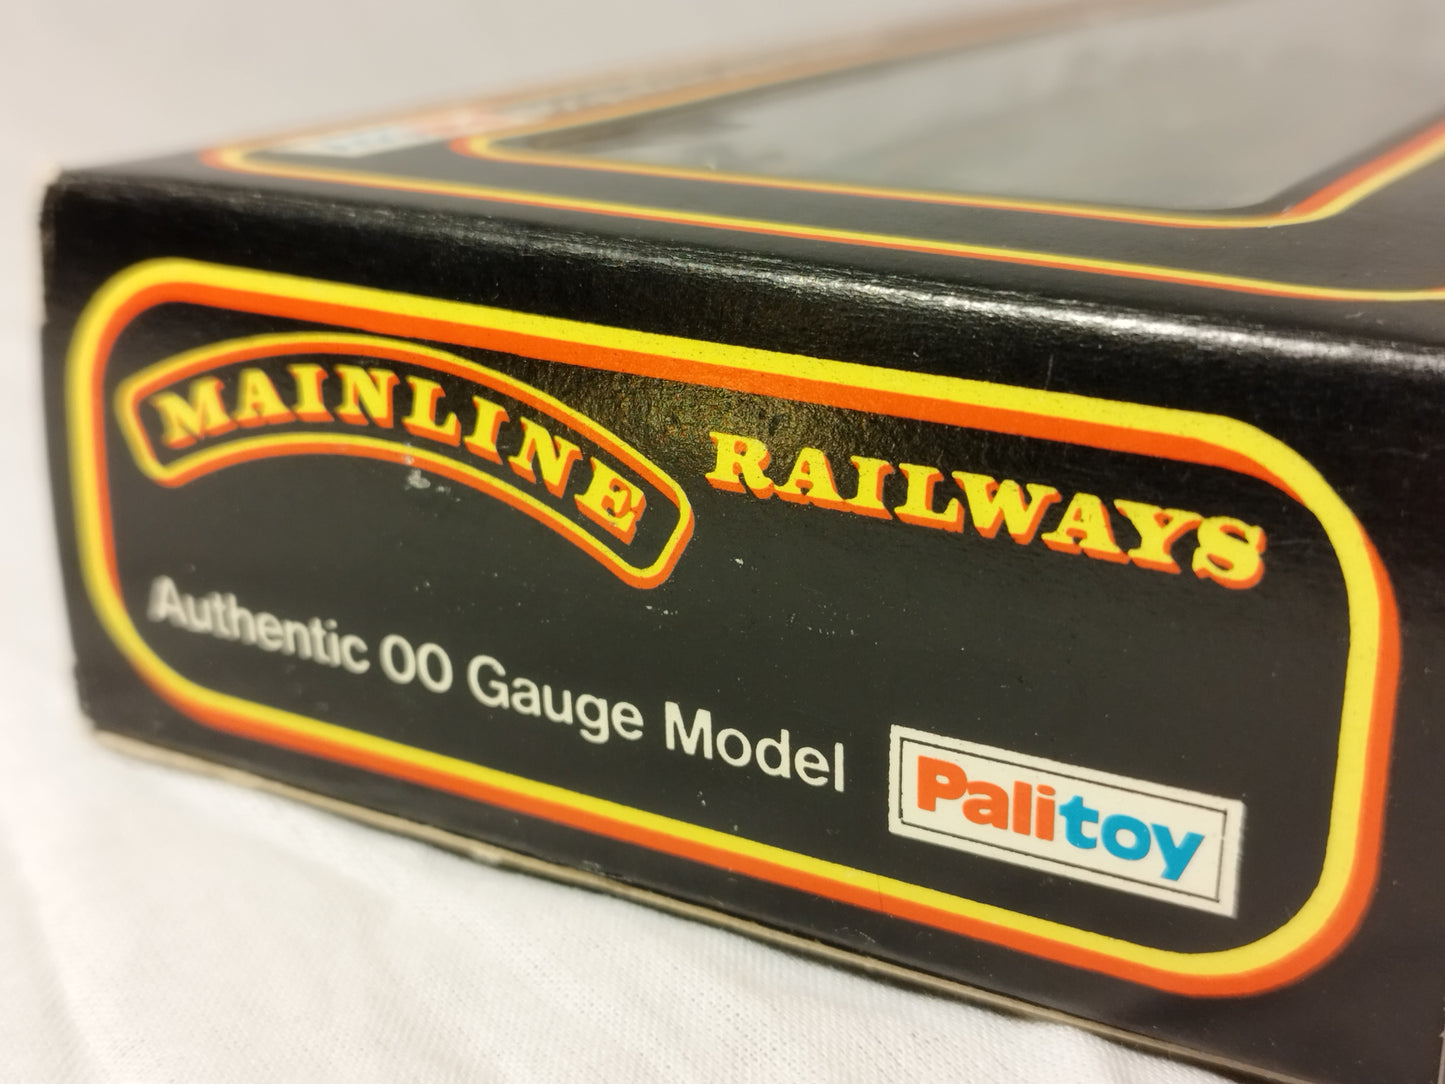 MAINLINE RAILWAYS
Authentic 00 Gauge Model
Palitoy